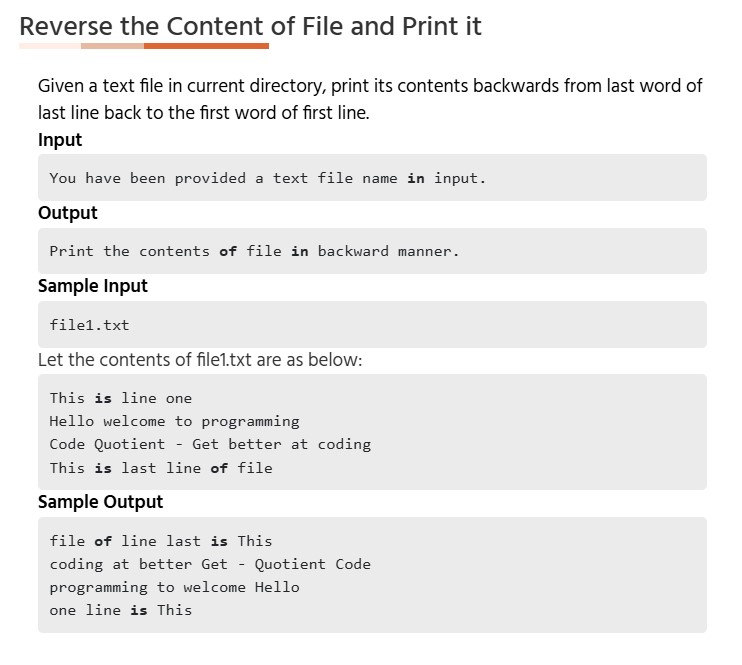 Reverse the Content of File and Print it
Given a text file in current directory, print its contents backwards from last word of
last line back to the first word of first line.
Input
You have been provided a text file name in input.
Output
Print the contents of file in backward manner.
Sample Input
file1.txt
Let the contents of file1.txt are as below:
This is line one
Hello welcome to programming
Code Quotient - Get better at coding
This is last line of file
Sample Output
file of line last is This
coding at better Get - Quotient Code
programming to welcome Hello
one line is This